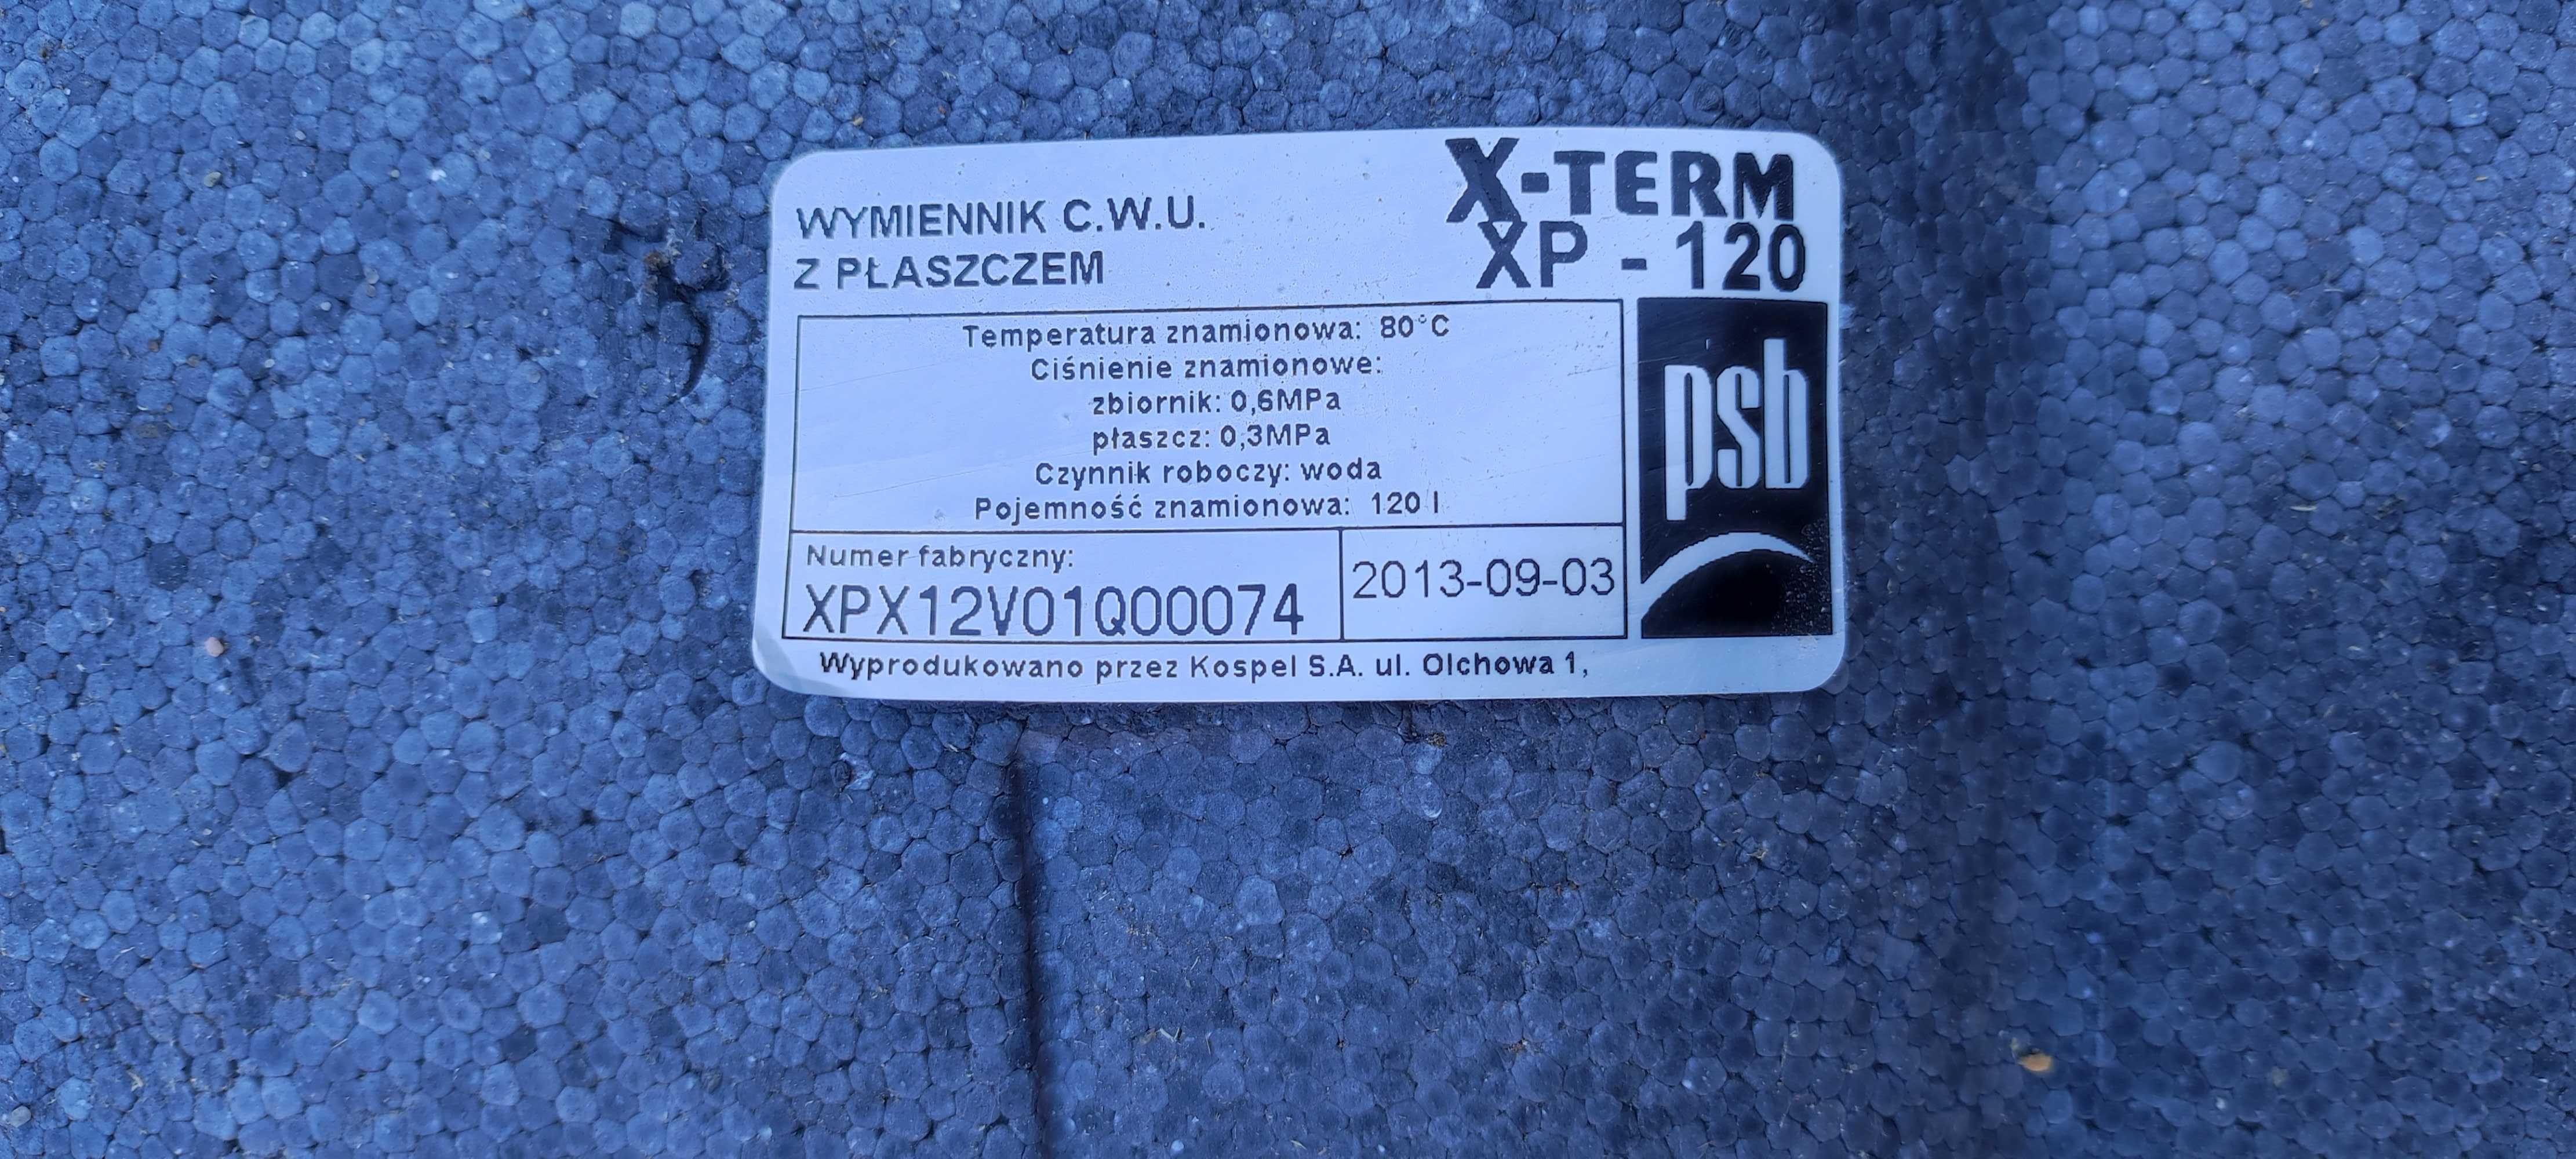 WYMIENNIK C.W.U.
Z PŁASZCZEM
X-TERM
XP - 120
Temperatura znamionowa: 80°C
Ciśnienie znamionowe:
zbiornik: 0,6MPa
płaszcz: 0,3MPa
Czynnik roboczy: woda
Pojemność znamionowa: 120 l
psb
Numer fabryczny:
XPX12V01Q00074
2013-09-03
Wyprodukowano przez Kospel S.A. ul. Olchowa 1,